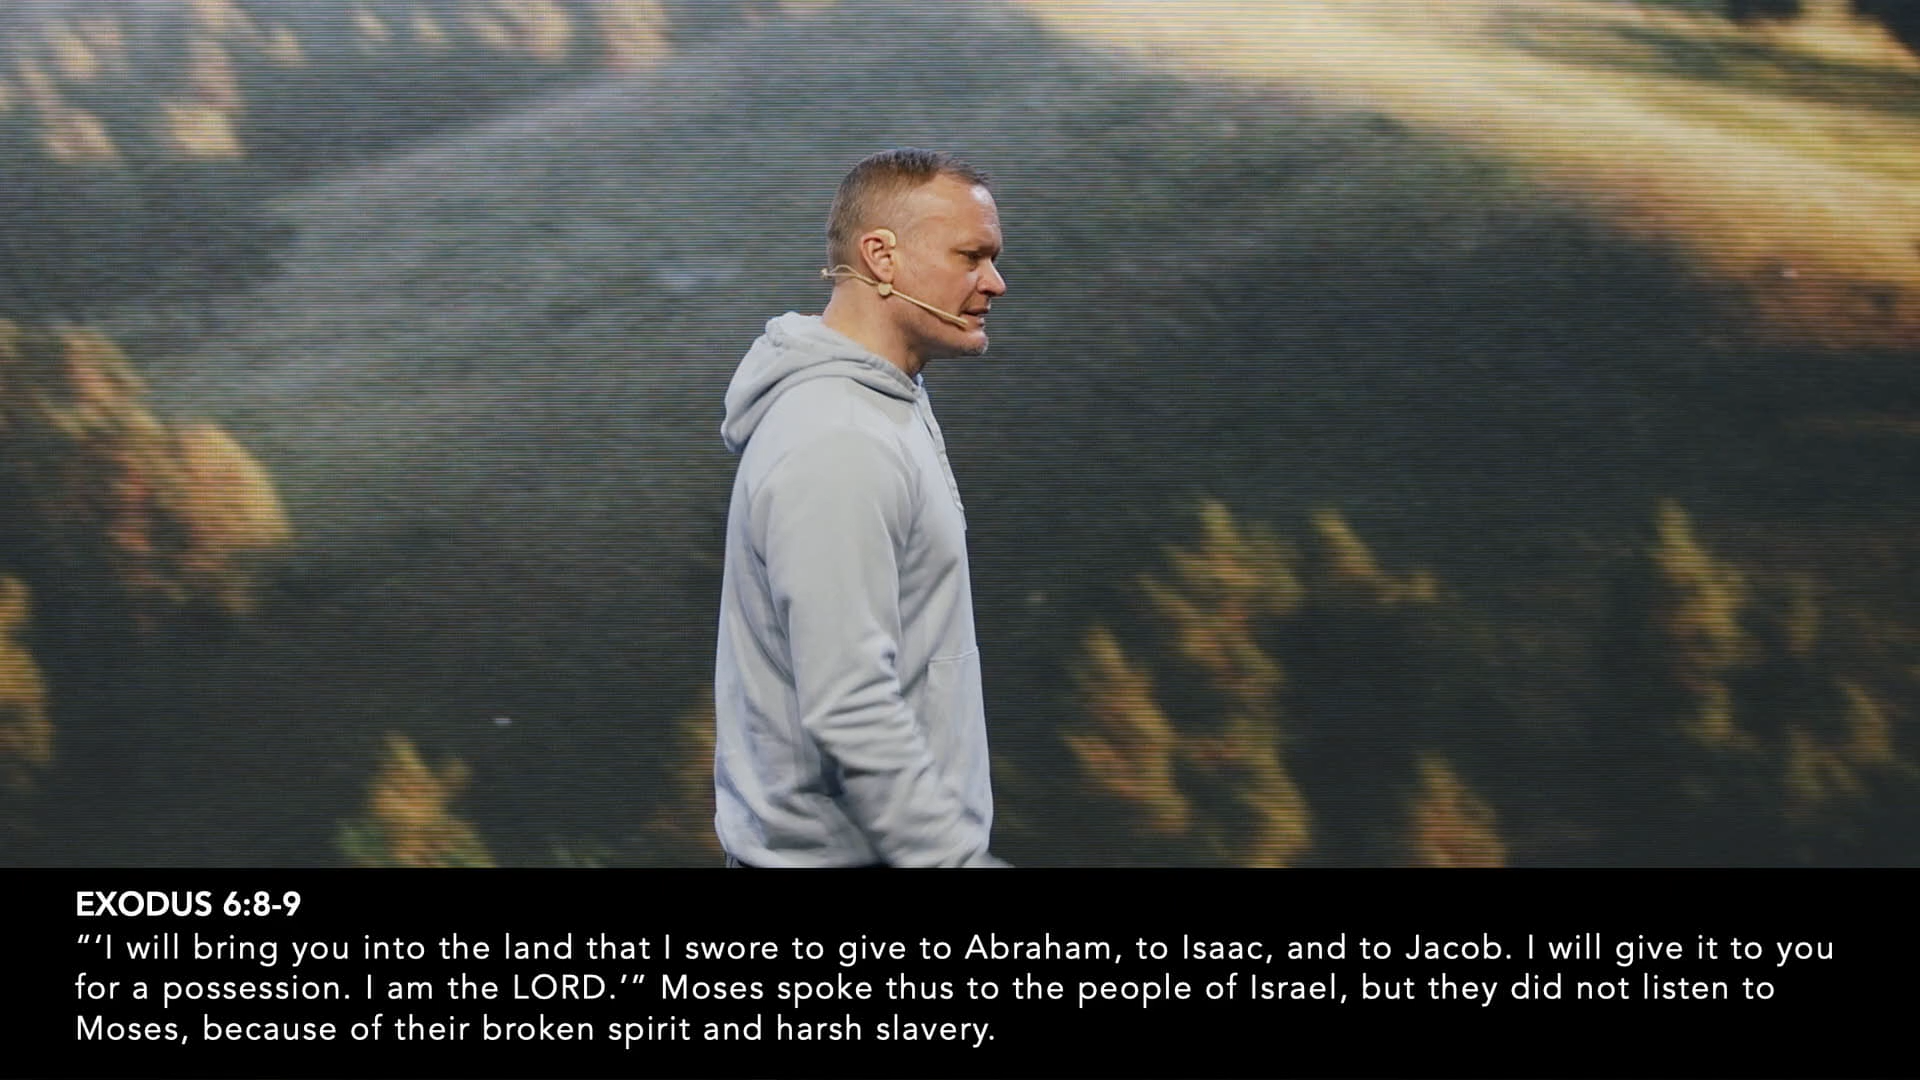 EXODUS 6:8-9
“‘I will bring you into the land that I swore to give to Abraham, to Isaac, and to Jacob. I will give it to you
for a possession. I am the LORD.’” Moses spoke thus to the people of Israel, but they did not listen to
Moses, because of their broken spirit and harsh slavery.